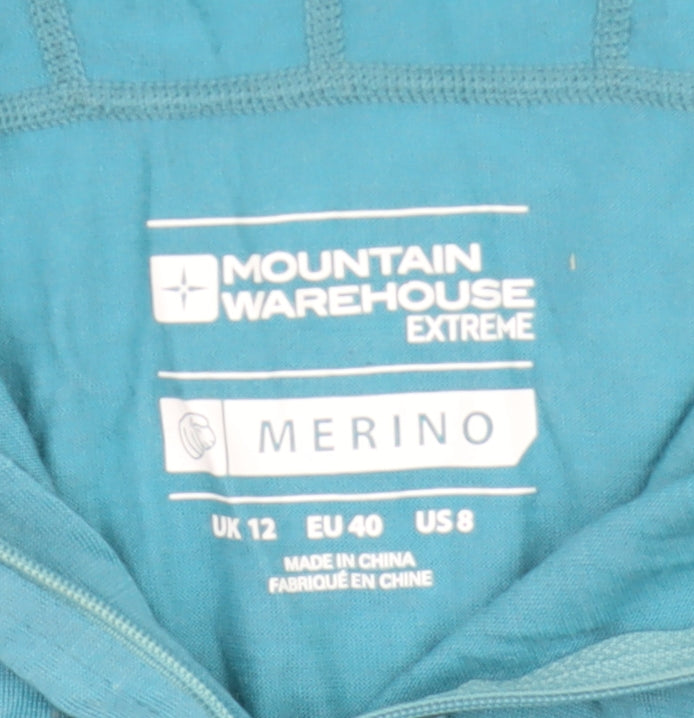 MOUNTAIN
WAREHOUSE
EXTREME
MERINO
UK 12 EU 40 US 8
MADE IN CHINA
FABRIQUÉ EN CHINE